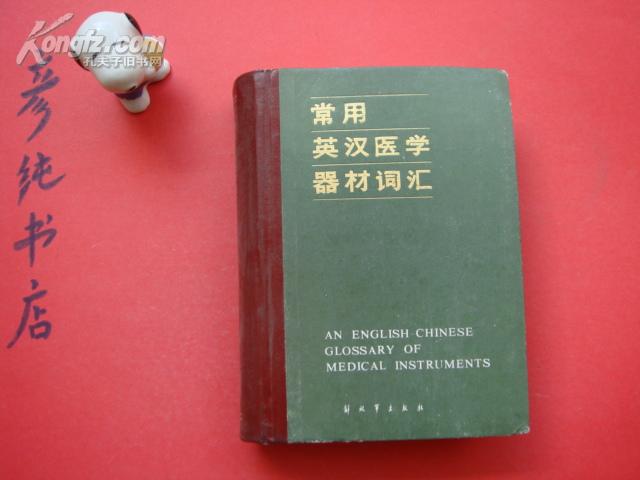 Kongfz.com
孔夫子旧书网
彦纯书店
常用
英汉医学
器材词汇
AN ENGLISH-CHINESE
GLOSSARY OF
MEDICAL INSTRUMENTS
解放军出版社